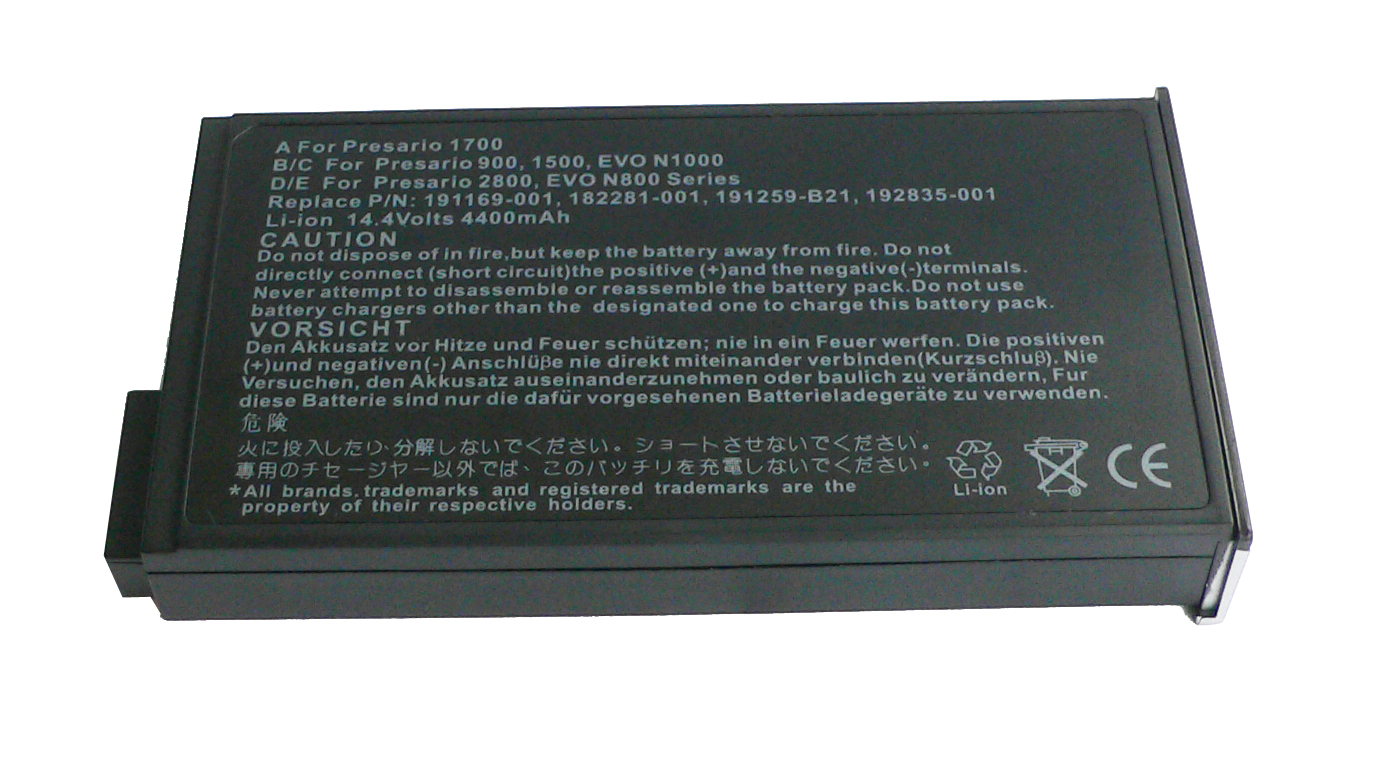 A For Presario 1700
B/C For Presario 900, 1500, EVO N1000
D/E For Presario 2800, EVO N800 Series
Replace P/N: 191169-001, 182281-001, 191259-B21, 192835-001
Li-ion 14.4Volts 4400mAh
CAUTION
Do not dispose of in fire,but keep the battery away from fire. Do not
directly connect (short circuit)the positive (+)and the negative(-)terminals.
Never attempt to disassemble or reassemble the battery pack.Do not use
battery chargers other than the designated one to charge this battery pack.
VORSICHT
Den Akkusatz vor Hitze und Feuer schützen; nie in ein Feuer werfen. Die positiven
(+)und negativen(-) Anschlüβe nie direkt miteinander verbinden(Kurzschluβ). Nie
Versuchen, den Akkusatz auseinanderzunehmen oder baulich zu verändern, Fur
diese Batterie sind nur die dafür vorgesehenen Batterieladegeräte zu verwenden.
危険
火に投入したり、分解しないでください。ショートさせないでください。
專用のチセージヤー以外では、このバッチリを充電しないでください。
*All brands. trademarks and registered trademarks are the
property of their respective holders.
Li-ion
CE